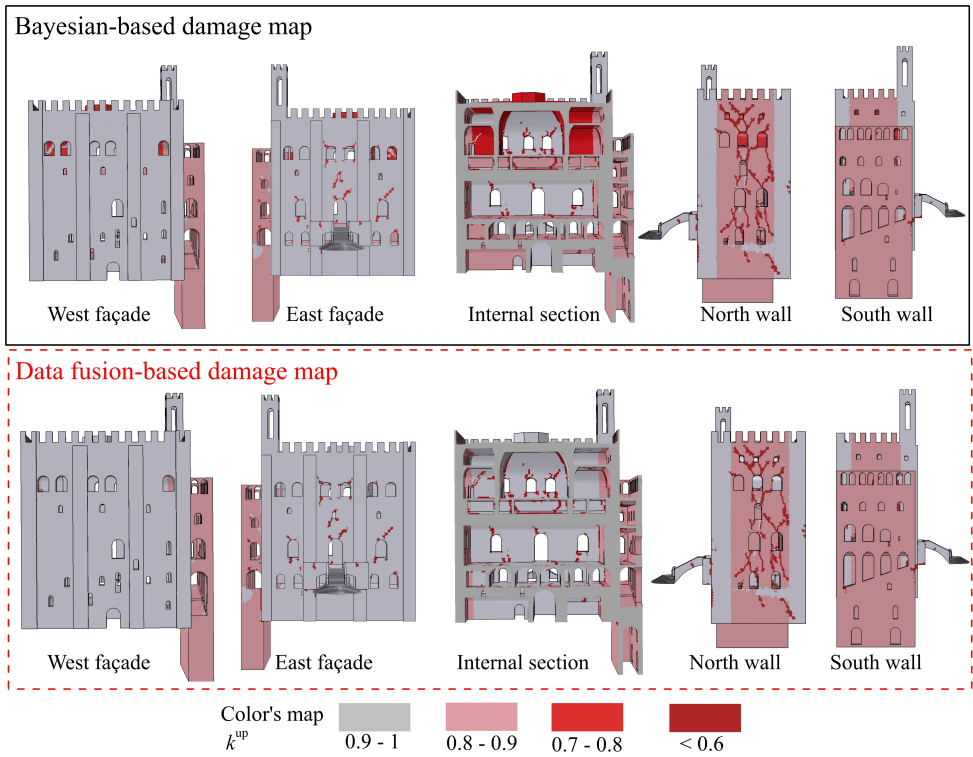 Bayesian-based damage map
West façade
East façade
Internal section
North wall
South wall
Data fusion-based damage map
West façade
East façade
Internal section
North wall
South wall
Color's map
k^up
0.9 - 1
0.8 - 0.9
0.7 - 0.8
< 0.6